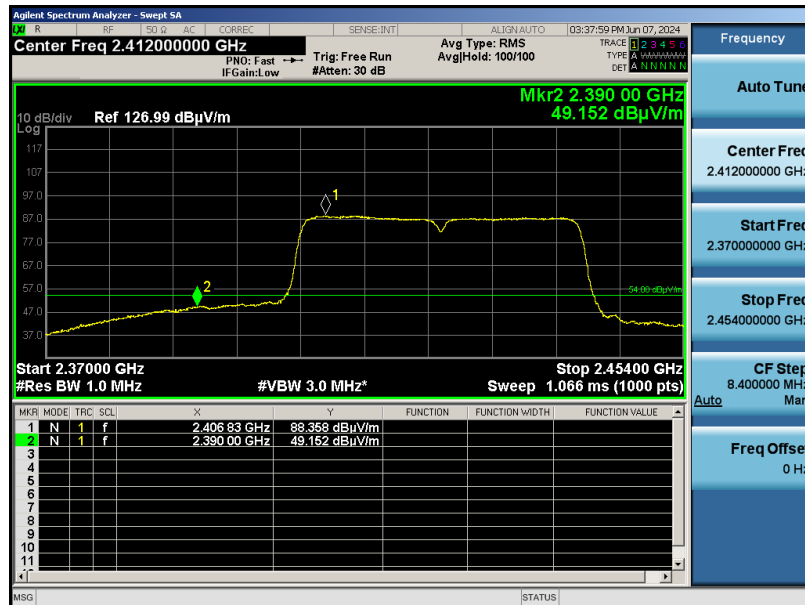 Agilent Spectrum Analyzer - Swept SA
LXI R RF 50 Ω AC CORREC SENSE:INT ALIGN AUTO 03:37:59 PM Jun 07, 2024
Center Freq 2.412000000 GHz
PNO: Fast
IFGain:Low
Trig: Free Run
#Atten: 30 dB
Avg Type: RMS
Avg|Hold: 100/100
TRACE 1 2 3 4 5 6
TYPE A WWWWW
DET A N N N N N
Mkr2 2.390 00 GHz
49.152 dBµV/m
10 dB/div Ref 126.99 dBµV/m
Log
117
107
97.0
87.0
77.0
67.0
57.0
47.0
37.0
1
2
54.00 dBµV/m
Start 2.37000 GHz Stop 2.45400 GHz
#Res BW 1.0 MHz #VBW 3.0 MHz* Sweep 1.066 ms (1000 pts)
MKR MODE TRC SCL X Y FUNCTION FUNCTION WIDTH FUNCTION VALUE
1 N 1 f 2.406 83 GHz 88.358 dBµV/m
2 N 1 f 2.390 00 GHz 49.152 dBµV/m
3
4
5
6
7
8
9
10
11
MSG STATUS
Frequency
Auto Tune
Center Freq
2.412000000 GHz
Start Freq
2.370000000 GHz
Stop Freq
2.454000000 GHz
CF Step
8.400000 MHz
Auto Man
Freq Offset
0 Hz